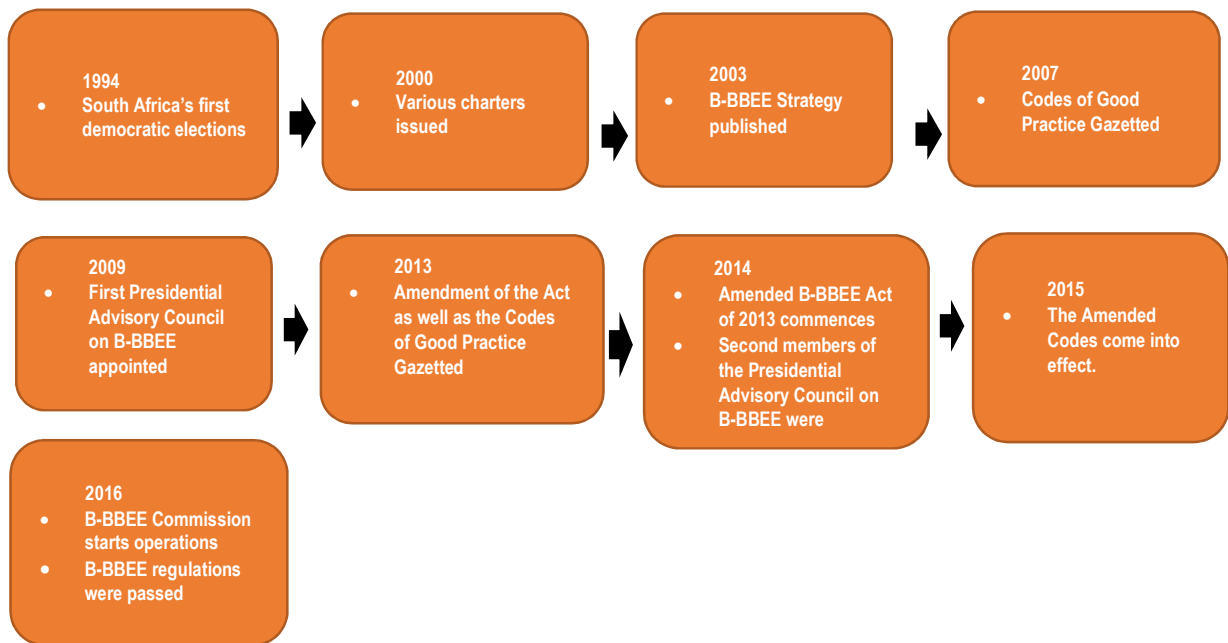 1994
• South Africa's first
democratic elections
2000
• Various charters
issued
2003
• B-BBEE Strategy
published
2007
• Codes of Good
Practice Gazetted
2009
• First Presidential
Advisory Council
on B-BBEE
appointed
2013
• Amendment of the Act
as well as the Codes
of Good Practice
Gazetted
2014
• Amended B-BBEE Act
of 2013 commences
• Second members of
the Presidential
Advisory Council on
B-BBEE were
2015
• The Amended
Codes come into
effect.
2016
• B-BBEE Commission
starts operations
• B-BBEE regulations
were passed